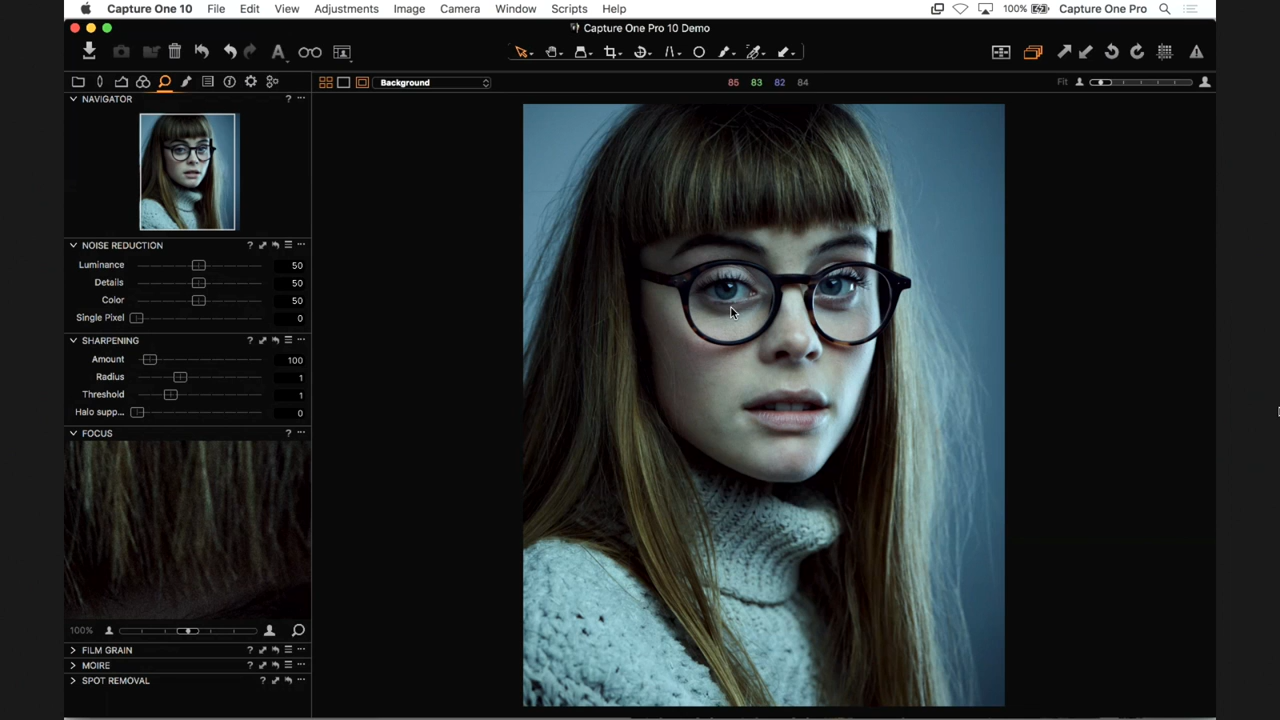 Capture One 10 File Edit View Adjustments Image Camera Window Scripts Help 100% Capture One Pro
Capture One Pro 10 Demo
Background 85 83 82 84 Fit
NAVIGATOR ?
NOISE REDUCTION ?
Luminance 50
Details 50
Color 50
Single Pixel 0
SHARPENING ?
Amount 100
Radius 1
Threshold 1
Halo supp... 0
FOCUS ?
100%
FILM GRAIN ?
MOIRE ?
SPOT REMOVAL ?